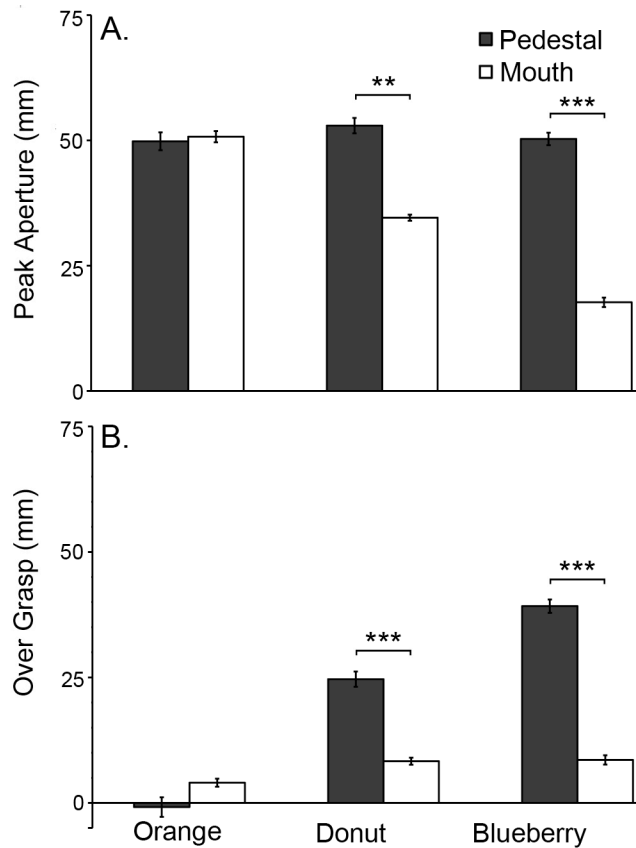 A.
Pedestal
Mouth
Peak Aperture (mm)
75
50
25
0
**
***
B.
Over Grasp (mm)
75
50
25
0
***
***
Orange Donut Blueberry